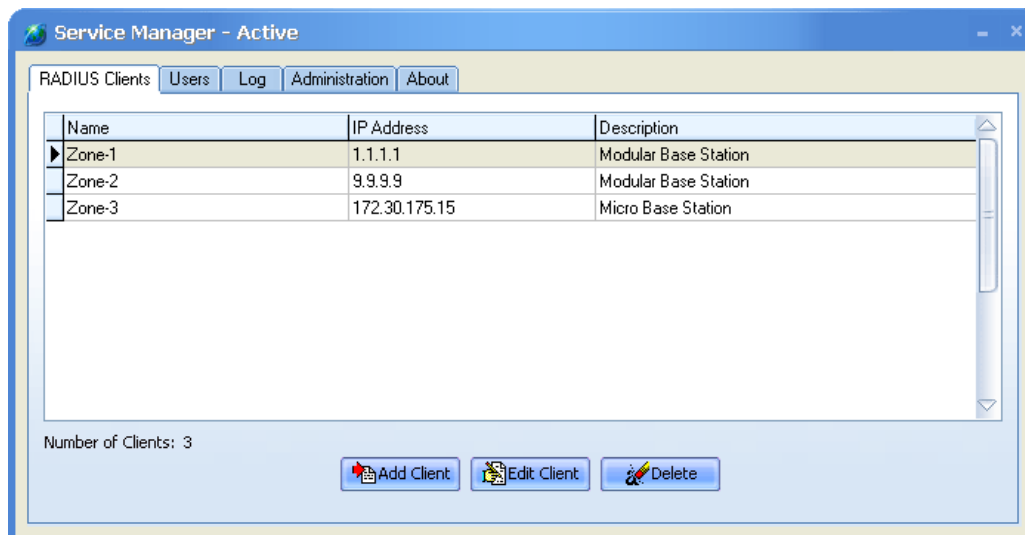 Service Manager - Active
RADIUS Clients Users Log Administration About
Name IP Address Description
Zone-1 1.1.1.1 Modular Base Station
Zone-2 9.9.9.9 Modular Base Station
Zone-3 172.30.175.15 Micro Base Station
Number of Clients: 3
Add Client Edit Client Delete